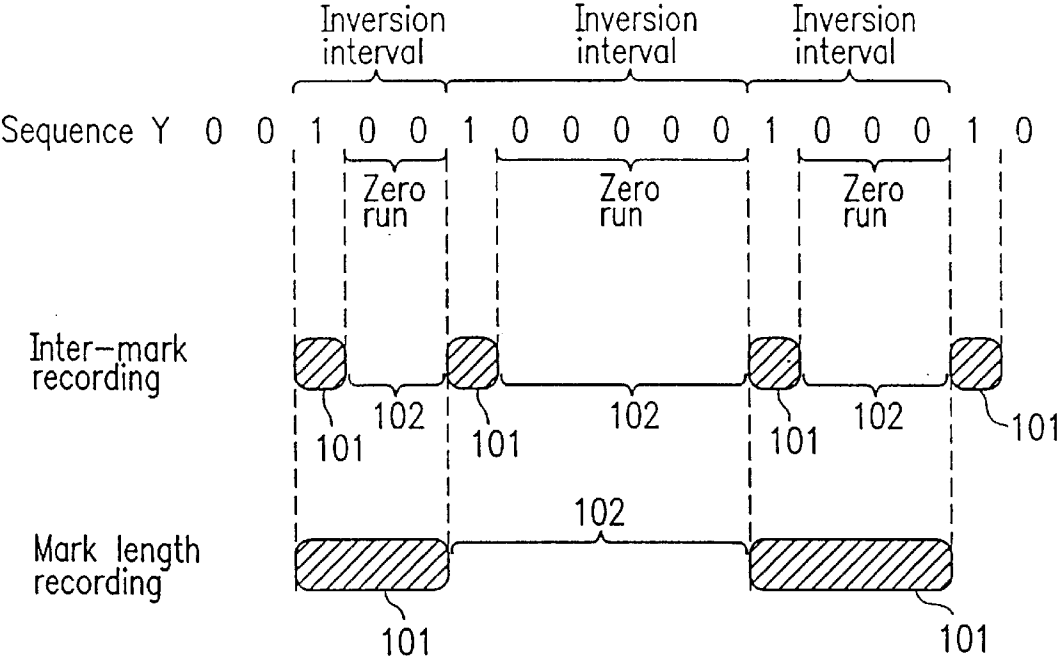 Inversion interval Inversion interval Inversion interval
Sequence Y 0 0 1 0 0 1 0 0 0 0 0 1 0 0 0 1 0
Zero run Zero run Zero run
Inter-mark recording
102 102 102
101 101 101 101
102
Mark length recording
101 101